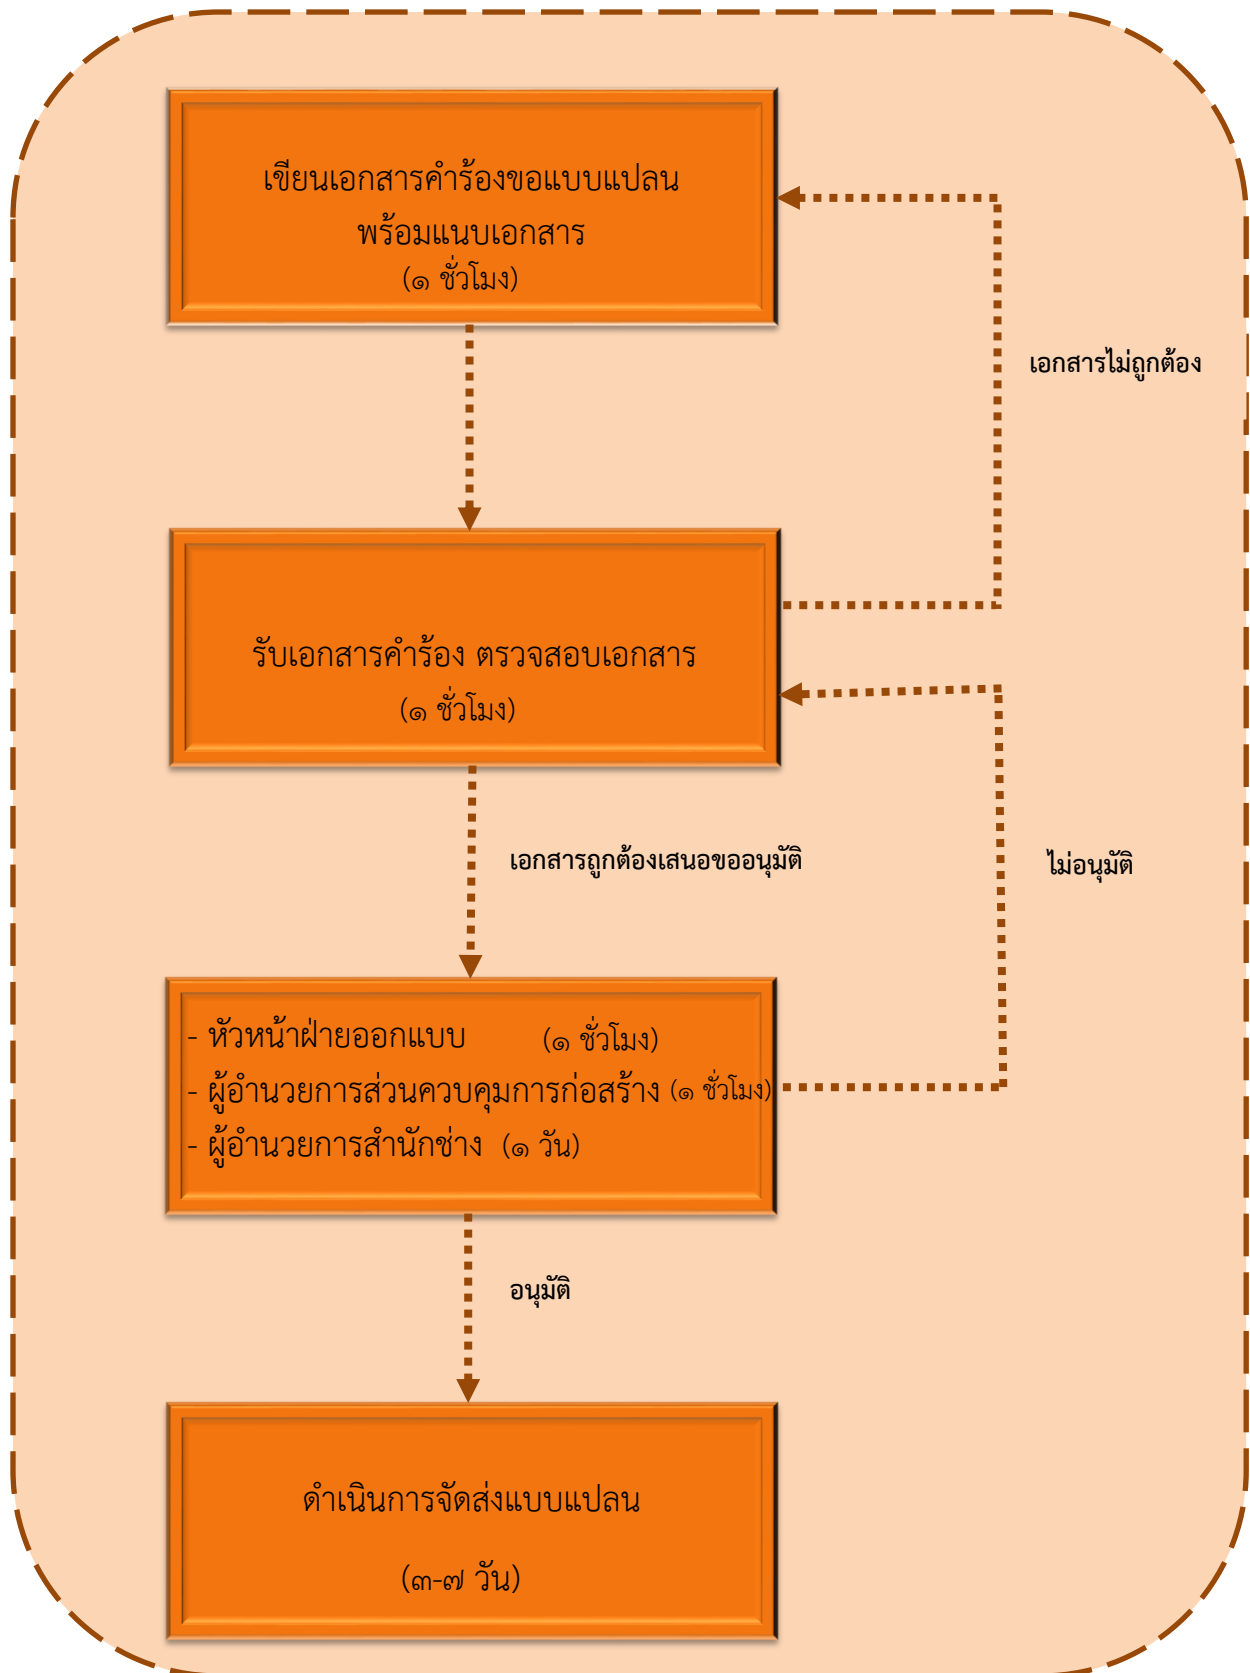 เขียนเอกสารคำร้องขอแบบแปลน
พร้อมแนบเอกสาร
(๑ ชั่วโมง)
เอกสารไม่ถูกต้อง
รับเอกสารคำร้อง ตรวจสอบเอกสาร
(๑ ชั่วโมง)
เอกสารถูกต้องเสนอขออนุมัติ
ไม่อนุมัติ
- หัวหน้าฝ่ายออกแบบ (๑ ชั่วโมง)
- ผู้อำนวยการส่วนควบคุมการก่อสร้าง (๑ ชั่วโมง)
- ผู้อำนวยการสำนักช่าง (๑ วัน)
อนุมัติ
ดำเนินการจัดส่งแบบแปลน
(๓-๗ วัน)